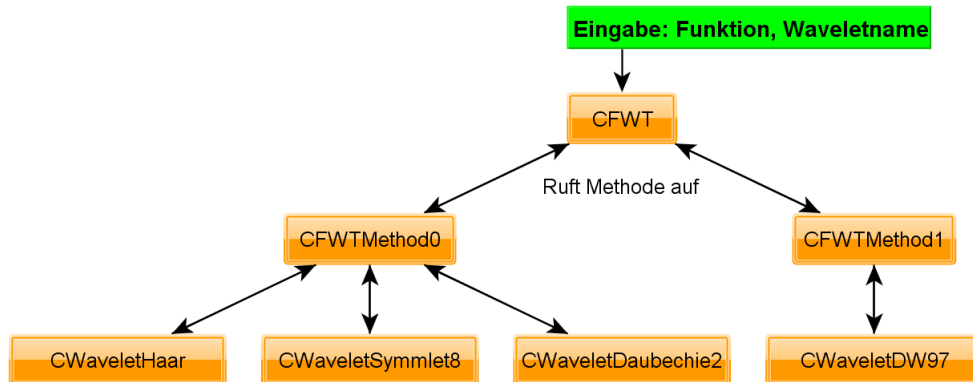 Eingabe: Funktion, Waveletname
CFWT
Ruft Methode auf
CFWTMethod0
CFWTMethod1
CWaveletHaar
CWaveletSymmlet8
CWaveletDaubechie2
CWaveletDW97